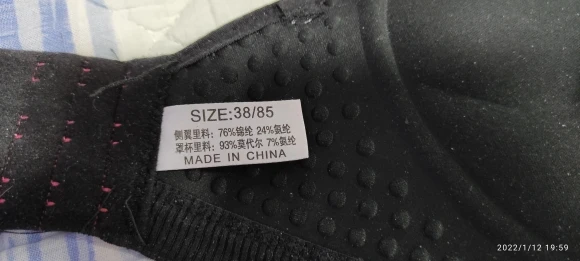 SIZE:38/85
侧翼里料：76%锦纶 24%氨纶
罩杯里料：93%莫代尔 7%氨纶
MADE IN CHINA
2022/1/12 19:59